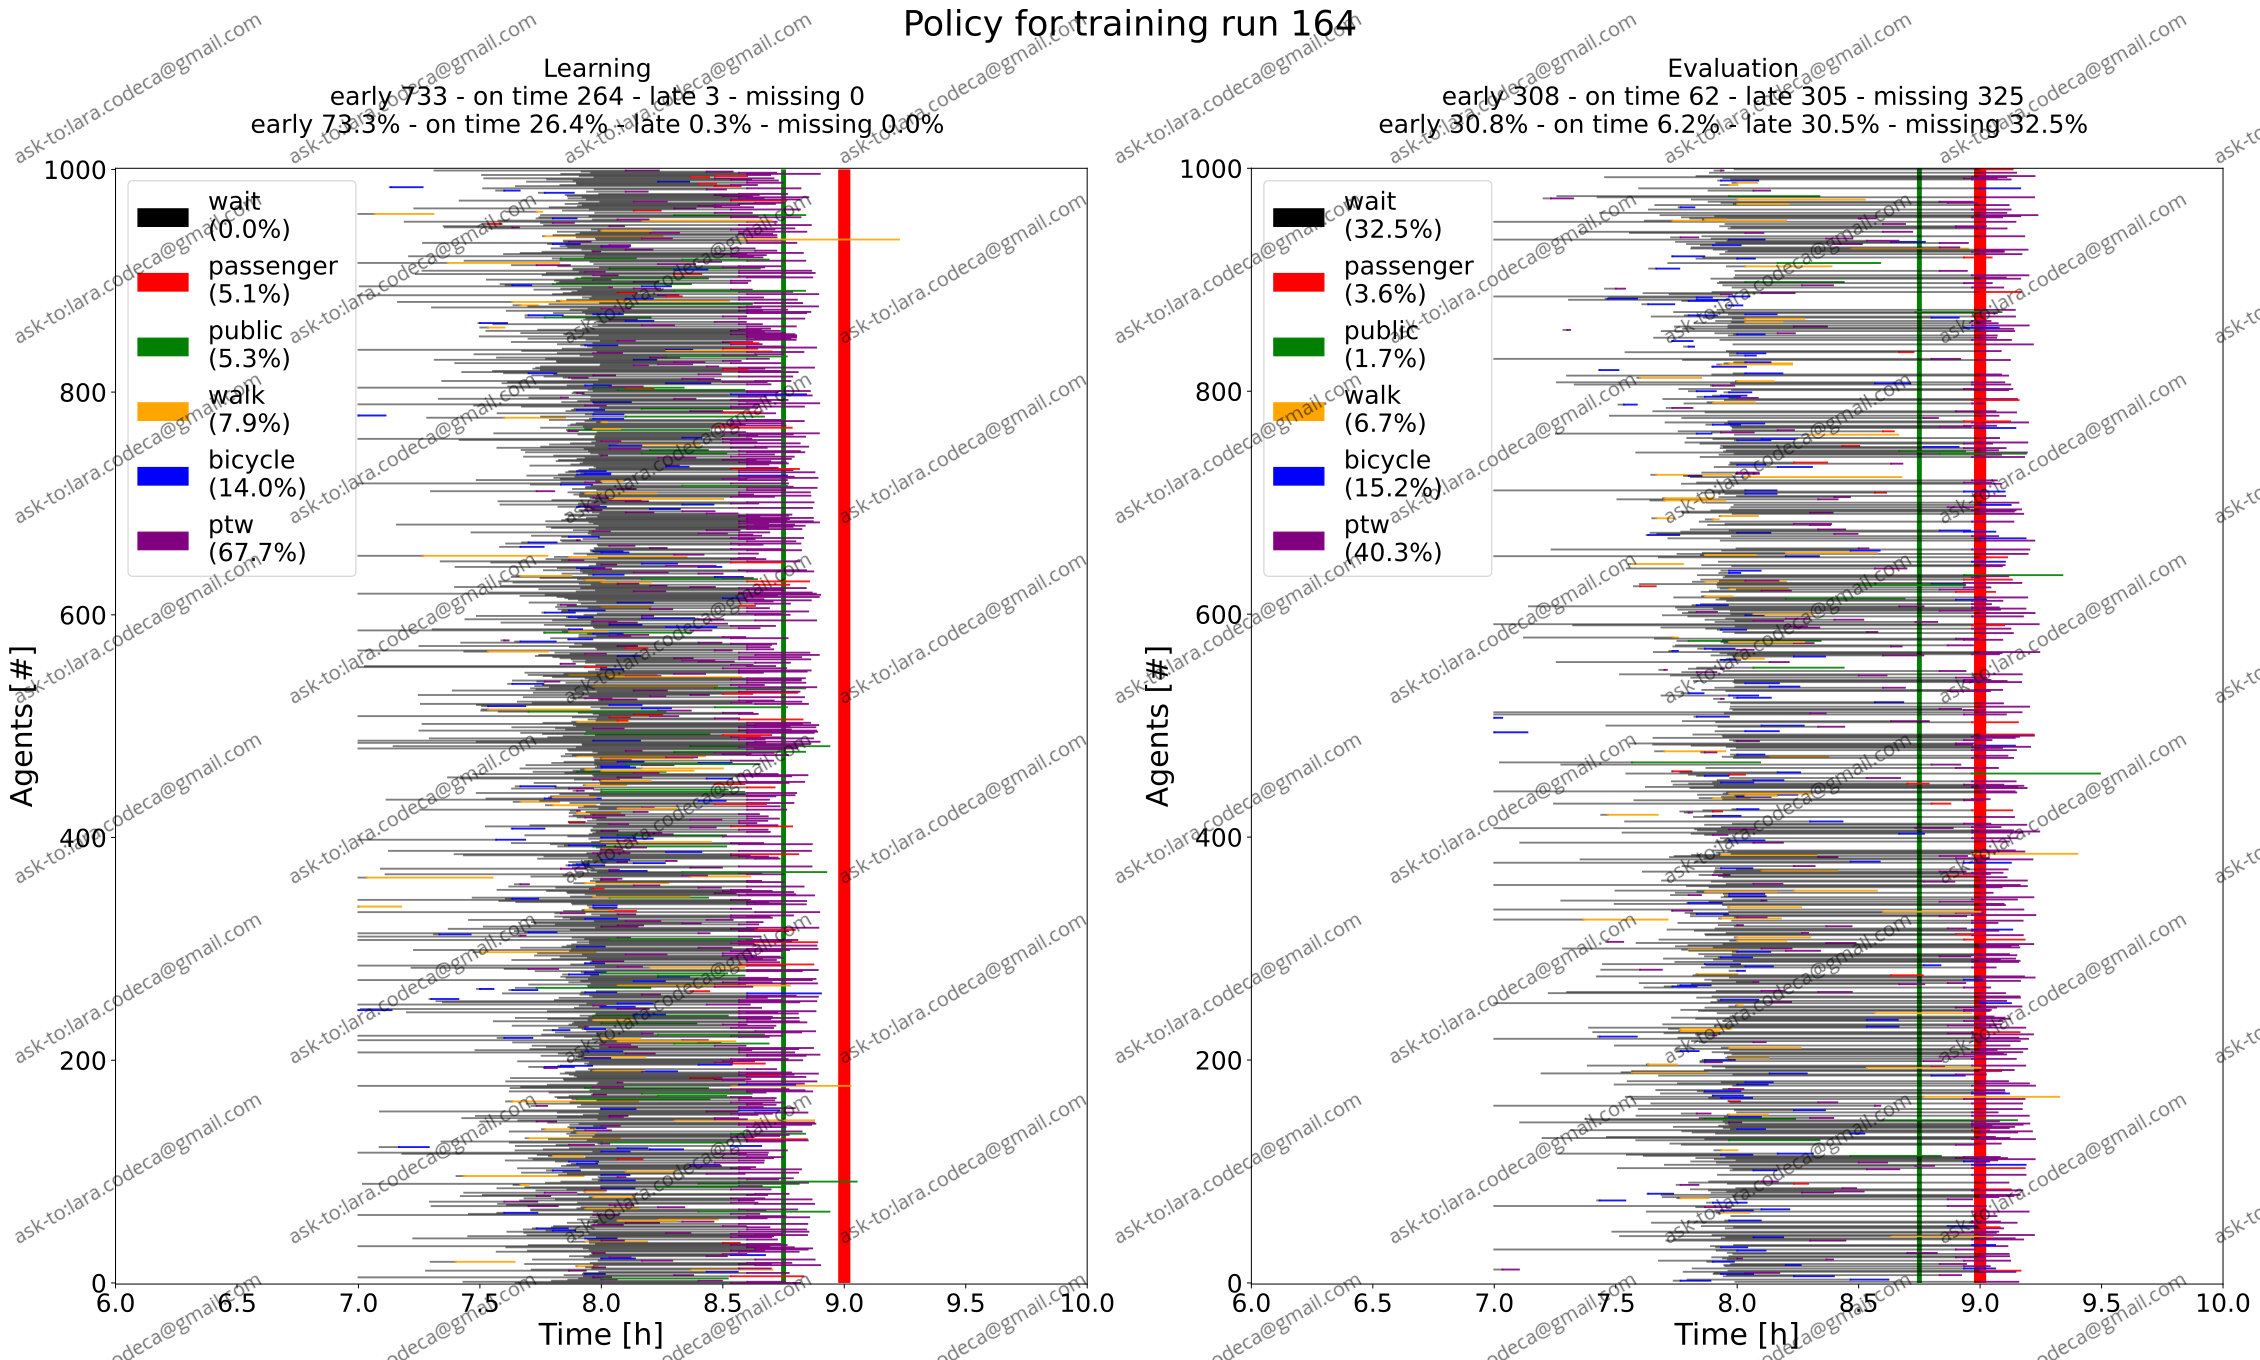 Policy for training run 164
Learning
early 733 - on time 264 - late 3 - missing 0
early 73.3% - on time 26.4% - late 0.3% - missing 0.0%
1000
800
600
400
200
0
Agents [#]
wait
(0.0%)
passenger
(5.1%)
public
(5.3%)
walk
(7.9%)
bicycle
(14.0%)
ptw
(67.7%)
6.0 6.5 7.0 7.5 8.0 8.5 9.0 9.5 10.0
Time [h]
Evaluation
early 308 - on time 62 - late 305 - missing 325
early 30.8% - on time 6.2% - late 30.5% - missing 32.5%
1000
800
600
400
200
0
Agents [#]
wait
(32.5%)
passenger
(3.6%)
public
(1.7%)
walk
(6.7%)
bicycle
(15.2%)
ptw
(40.3%)
6.0 6.5 7.0 7.5 8.0 8.5 9.0 9.5 10.0
Time [h]
ask-to:lara.codeca@gmail.com